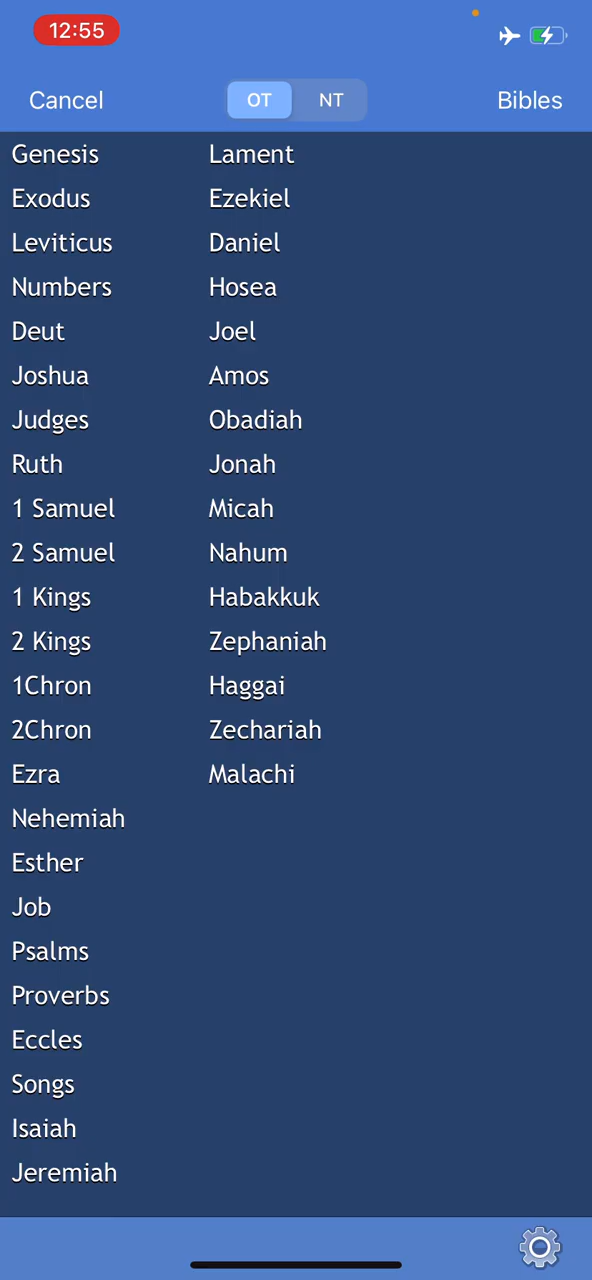 12:55
Cancel
OT
NT
Bibles
Genesis
Exodus
Leviticus
Numbers
Deut
Joshua
Judges
Ruth
1 Samuel
2 Samuel
1 Kings
2 Kings
1Chron
2Chron
Ezra
Nehemiah
Esther
Job
Psalms
Proverbs
Eccles
Songs
Isaiah
Jeremiah
Lament
Ezekiel
Daniel
Hosea
Joel
Amos
Obadiah
Jonah
Micah
Nahum
Habakkuk
Zephaniah
Haggai
Zechariah
Malachi